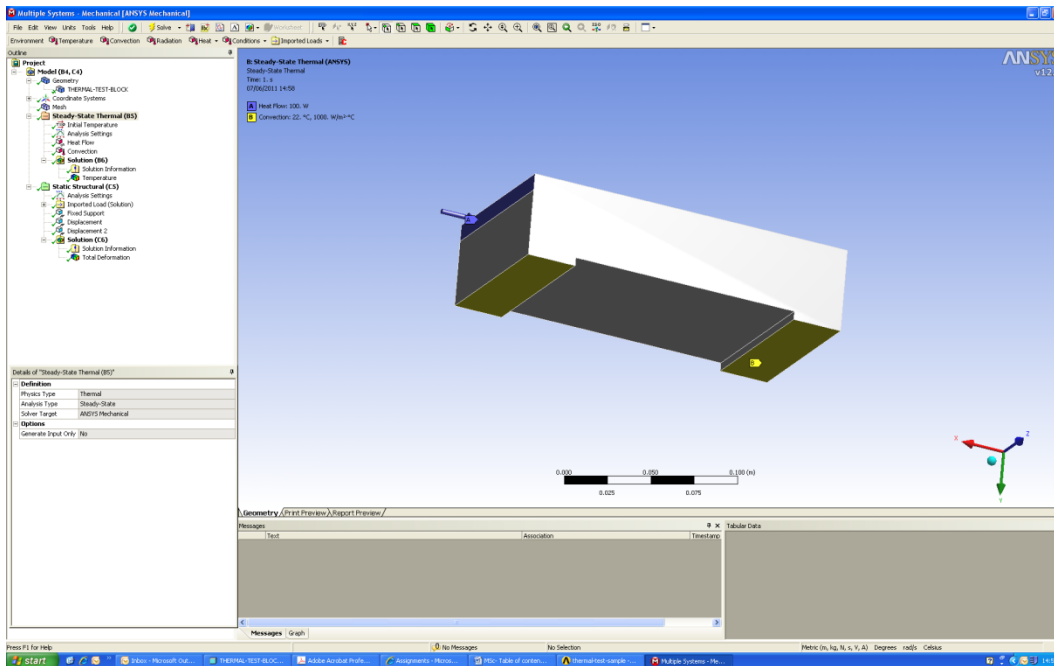 Multiple Systems - Mechanical [ANSYS Mechanical]
File Edit View Units Tools Help Solve Worksheet
Environment Temperature Convection Radiation Heat Conditions Imported Loads
Outline
Project
Model (B4, C4)
Geometry
THERMAL-TEST-BLOCK
Coordinate Systems
Mesh
Steady-State Thermal (B5)
Initial Temperature
Analysis Settings
Heat Flow
Convection
Solution (B6)
Solution Information
Temperature
Static Structural (C5)
Analysis Settings
Imported Load (Solution)
Fixed Support
Displacement
Displacement 2
Solution (C6)
Solution Information
Total Deformation
Details of "Steady-State Thermal (B5)"
Definition
Physics Type Thermal
Analysis Type Steady-State
Solver Target ANSYS Mechanical
Options
Generate Input Only No
B: Steady-State Thermal (ANSYS)
Steady-State Thermal
Time: 1. s
07/06/2011 14:58
A Heat Flow: 100. W
B Convection: 22. °C, 1000. W/m²·°C
ANSYS
v12
A
B
X
Z
Y
0.000 0.050 0.100 (m)
0.025 0.075
Geometry Print Preview Report Preview
Messages
Text Association Timestamp
Tabular Data
Messages Graph
Press F1 for Help No Messages No Selection Metric (m, kg, N, s, V, A) Degrees rad/s Celsius
start Inbox - Microsoft Out... THERMAL-TEST-BLOC... Adobe Acrobat Profe... Assignments - Micros... MSc- Table of conten... thermal-test-sample -... Multiple Systems - Me...